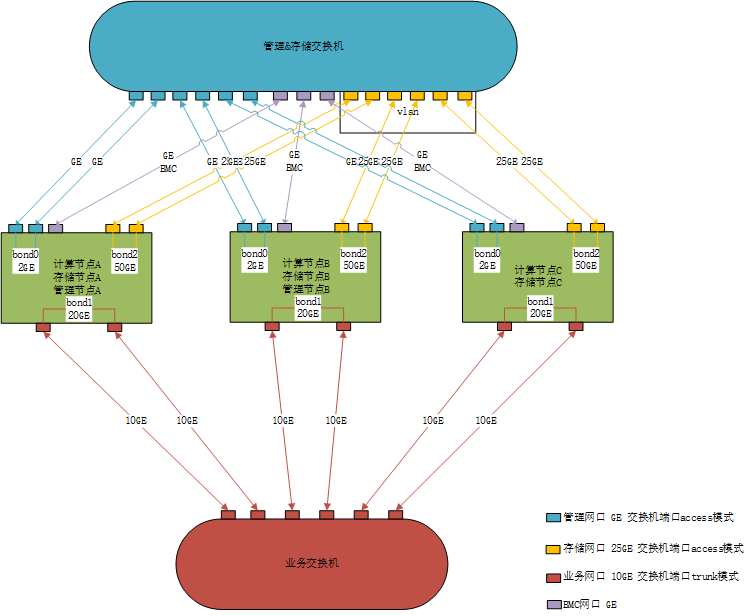 管理&存储交换机
vlan
GE
GE
GE
BMC
GE
25GE
25GE
GE
BMC
GE
25GE
25GE
GE
BMC
25GE
25GE
bond0
2GE
计算节点A
存储节点A
管理节点A
bond2
50GE
bond1
20GE
bond0
2GE
计算节点B
存储节点B
管理节点B
bond2
50GE
bond1
20GE
bond0
2GE
计算节点C
存储节点C
bond2
50GE
bond1
20GE
10GE
10GE
10GE
10GE
10GE
10GE
业务交换机
管理网口 GE 交换机端口access模式
存储网口 25GE 交换机端口access模式
业务网口 10GE 交换机端口trunk模式
BMC网口 GE